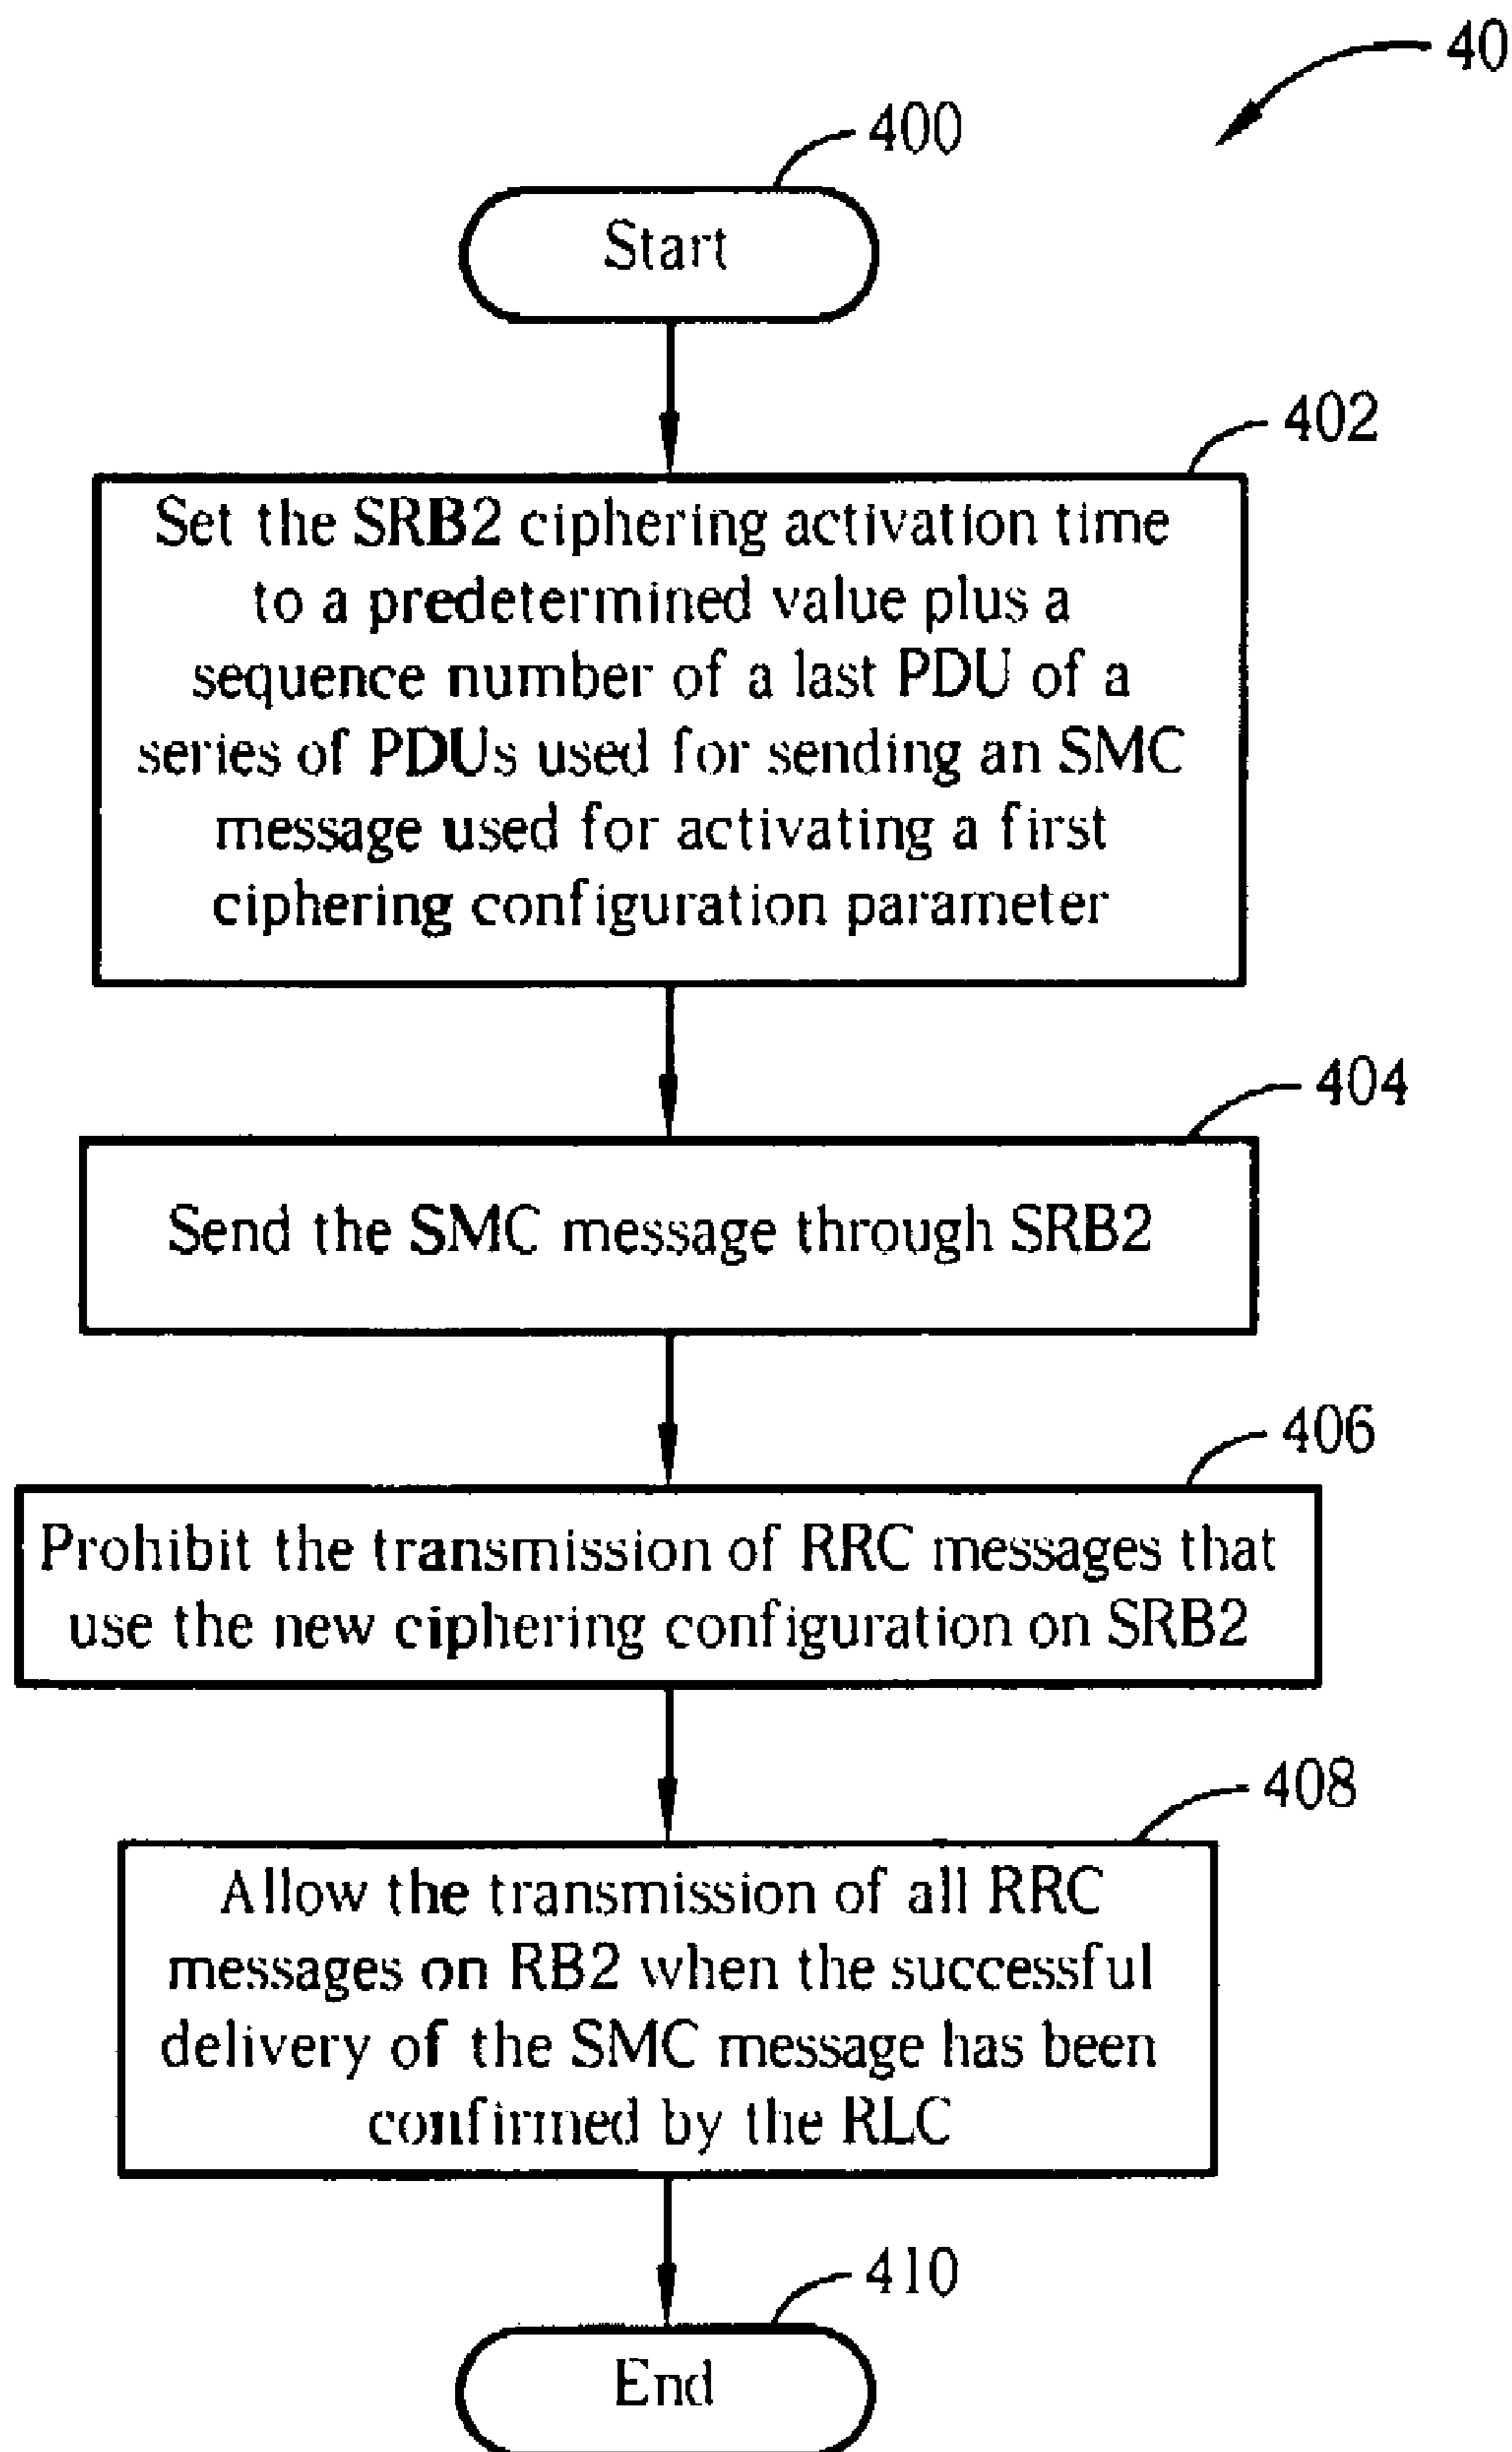 40
400
Start
402
Set the SRB2 ciphering activation time
to a predetermined value plus a
sequence number of a last PDU of a
series of PDUs used for sending an SMC
message used for activating a first
ciphering configuration parameter
404
Send the SMC message through SRB2
406
Prohibit the transmission of RRC messages that
use the new ciphering configuration on SRB2
408
Allow the transmission of all RRC
messages on RB2 when the successful
delivery of the SMC message has been
confirmed by the RLC
410
End